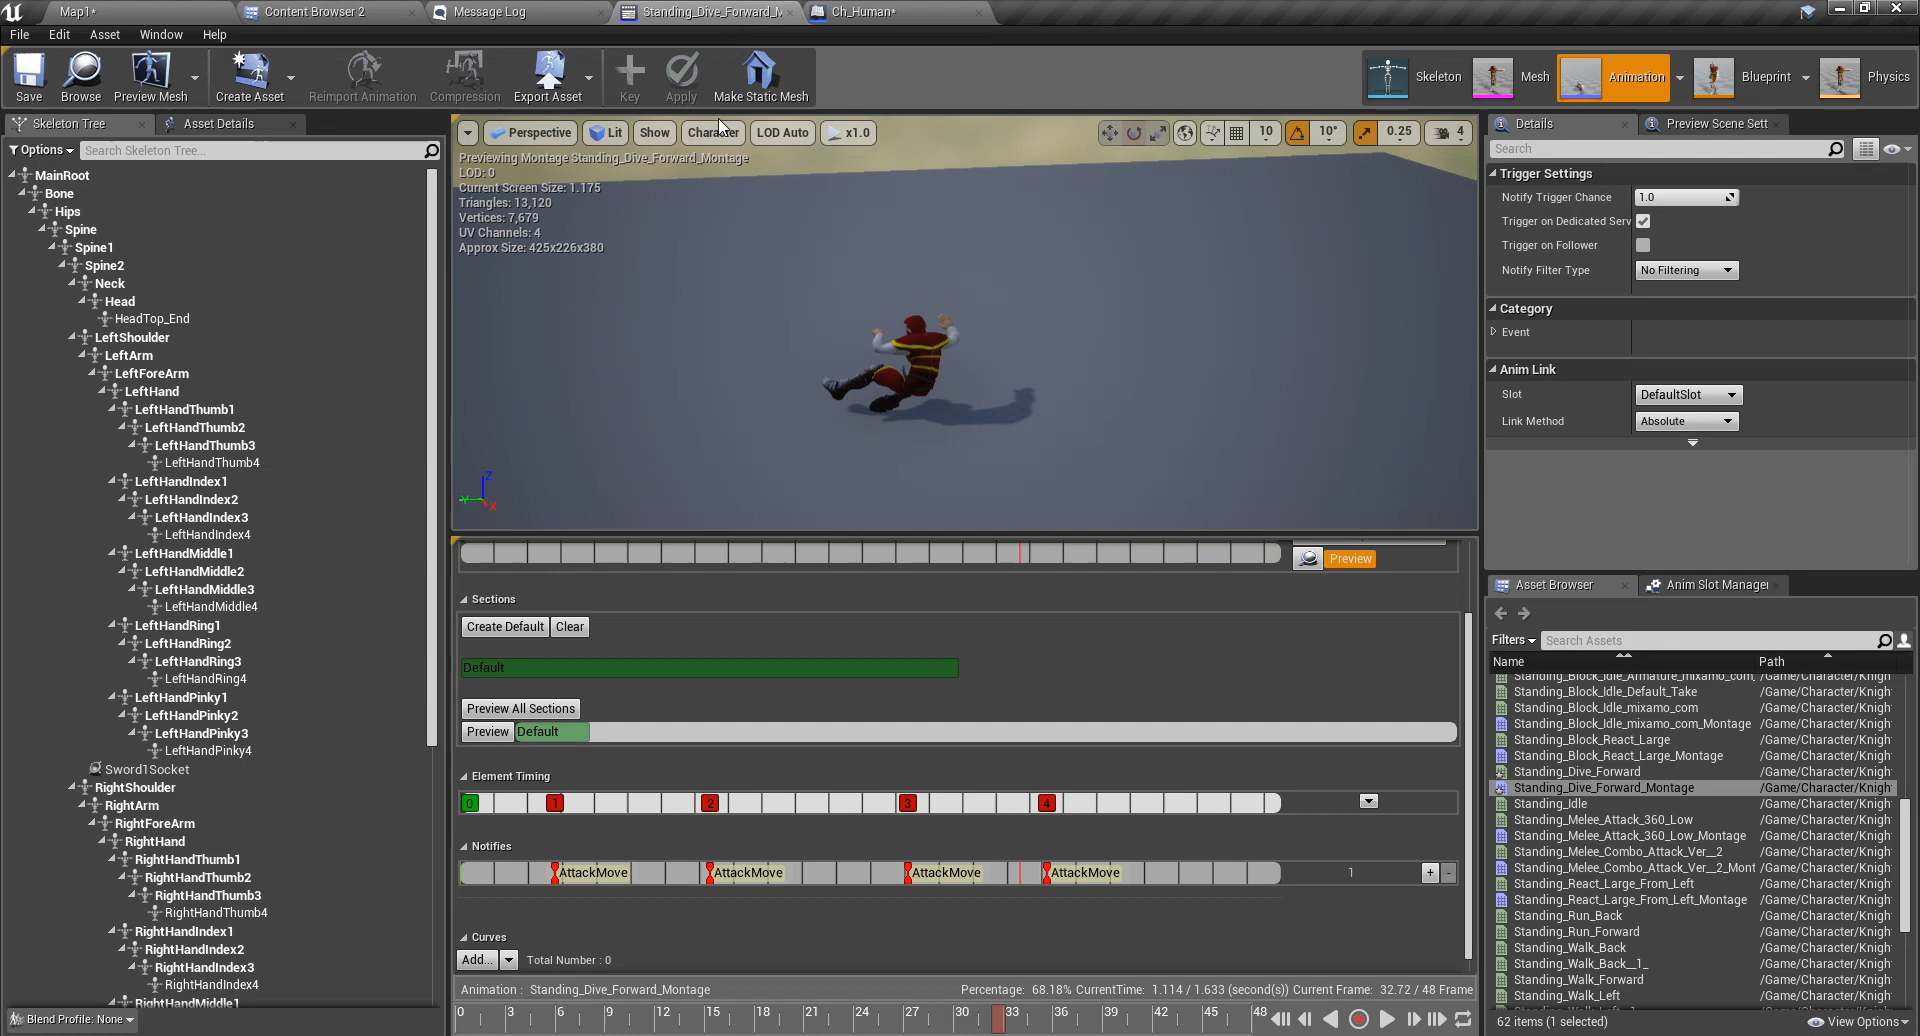 Map1*
Content Browser 2
Message Log
Standing_Dive_Forward_M
Ch_Human*
File Edit Asset Window Help
Save
Browse
Preview Mesh
Create Asset
Reimport Animation
Compression
Export Asset
Key
Apply
Make Static Mesh
Skeleton
Mesh
Animation
Blueprint
Physics
Skeleton Tree
Asset Details
Options
Search Skeleton Tree...
MainRoot
Bone
Hips
Spine
Spine1
Spine2
Neck
Head
HeadTop_End
LeftShoulder
LeftArm
LeftForeArm
LeftHand
LeftHandThumb1
LeftHandThumb2
LeftHandThumb3
LeftHandThumb4
LeftHandIndex1
LeftHandIndex2
LeftHandIndex3
LeftHandIndex4
LeftHandMiddle1
LeftHandMiddle2
LeftHandMiddle3
LeftHandMiddle4
LeftHandRing1
LeftHandRing2
LeftHandRing3
LeftHandRing4
LeftHandPinky1
LeftHandPinky2
LeftHandPinky3
LeftHandPinky4
Sword1Socket
RightShoulder
RightArm
RightForeArm
RightHand
RightHandThumb1
RightHandThumb2
RightHandThumb3
RightHandThumb4
RightHandIndex1
RightHandIndex2
RightHandIndex3
RightHandIndex4
RightHandMiddle1
Blend Profile: None
Perspective Lit Show Character LOD Auto x1.0
10 10° 0.25 4
Previewing Montage Standing_Dive_Forward_Montage
LOD: 0
Current Screen Size: 1.175
Triangles: 13,120
Vertices: 7,679
UV Channels: 4
Approx Size: 425x226x380
Z
Y
X
Preview
Sections
Create Default Clear
Default
Preview All Sections
Preview Default
Element Timing
0 1 2 3 4
Notifies
AttackMove AttackMove AttackMove AttackMove 1 + -
Curves
Add... Total Number : 0
Animation : Standing_Dive_Forward_Montage Percentage: 68.18% CurrentTime: 1.114 / 1.633 (second(s)) Current Frame: 32.72 / 48 Frame
0 3 6 9 12 15 18 21 24 27 30 33 36 39 42 45 48
Details
Preview Scene Sett
Search
Trigger Settings
Notify Trigger Chance 1.0
Trigger on Dedicated Serv
Trigger on Follower
Notify Filter Type No Filtering
Category
Event
Anim Link
Slot DefaultSlot
Link Method Absolute
Asset Browser
Anim Slot Manager
Filters Search Assets
Name Path
Standing_Block_Idle_Armature_mixamo_com_ /Game/Character/Knigh
Standing_Block_Idle_Default_Take /Game/Character/Knigh
Standing_Block_Idle_mixamo_com /Game/Character/Knigh
Standing_Block_Idle_mixamo_com_Montage /Game/Character/Knigh
Standing_Block_React_Large /Game/Character/Knigh
Standing_Block_React_Large_Montage /Game/Character/Knigh
Standing_Dive_Forward /Game/Character/Knigh
Standing_Dive_Forward_Montage /Game/Character/Knigh
Standing_Idle /Game/Character/Knigh
Standing_Melee_Attack_360_Low /Game/Character/Knigh
Standing_Melee_Attack_360_Low_Montage /Game/Character/Knigh
Standing_Melee_Combo_Attack_Ver__2 /Game/Character/Knigh
Standing_Melee_Combo_Attack_Ver__2_Mont /Game/Character/Knigh
Standing_React_Large_From_Left /Game/Character/Knigh
Standing_React_Large_From_Left_Montage /Game/Character/Knigh
Standing_Run_Back /Game/Character/Knigh
Standing_Run_Forward /Game/Character/Knigh
Standing_Walk_Back /Game/Character/Knigh
Standing_Walk_Back__1_ /Game/Character/Knigh
Standing_Walk_Forward /Game/Character/Knigh
Standing_Walk_Left /Game/Character/Knigh
62 items (1 selected) View Options